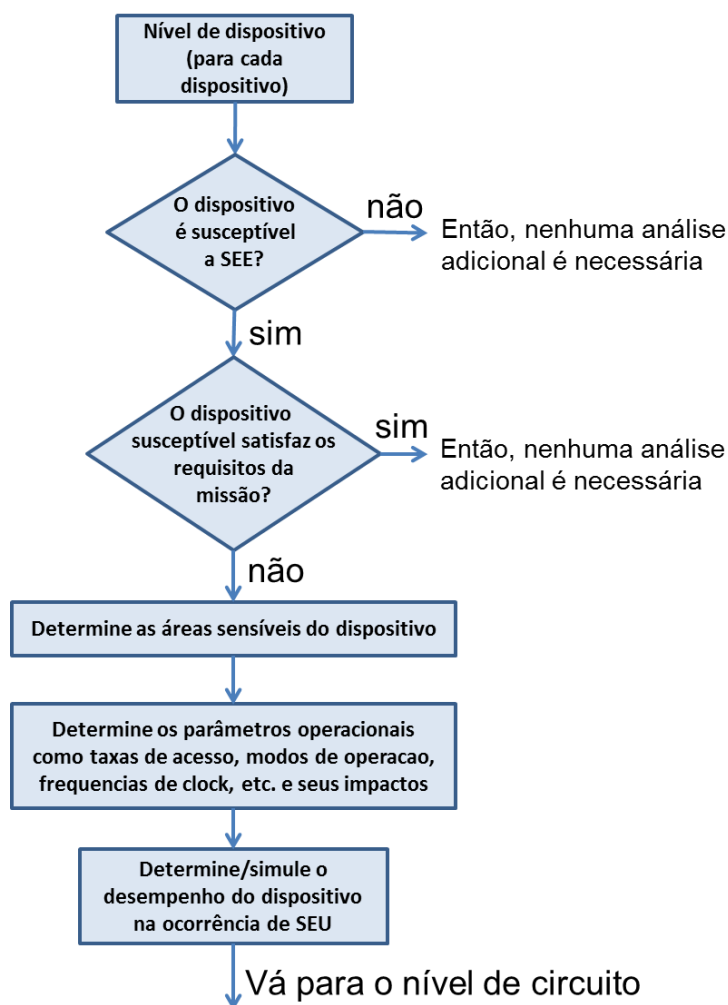 Nível de dispositivo
(para cada
dispositivo)
O dispositivo
é susceptível
a SEE?
não
Então, nenhuma análise
adicional é necessária
sim
O dispositivo
susceptível satisfaz os
requisitos da
missão?
sim
Então, nenhuma análise
adicional é necessária
não
Determine as áreas sensíveis do dispositivo
Determine os parâmetros operacionais
como taxas de acesso, modos de operacao,
frequencias de clock, etc. e seus impactos
Determine/simule o
desempenho do dispositivo
na ocorrência de SEU
Vá para o nível de circuito